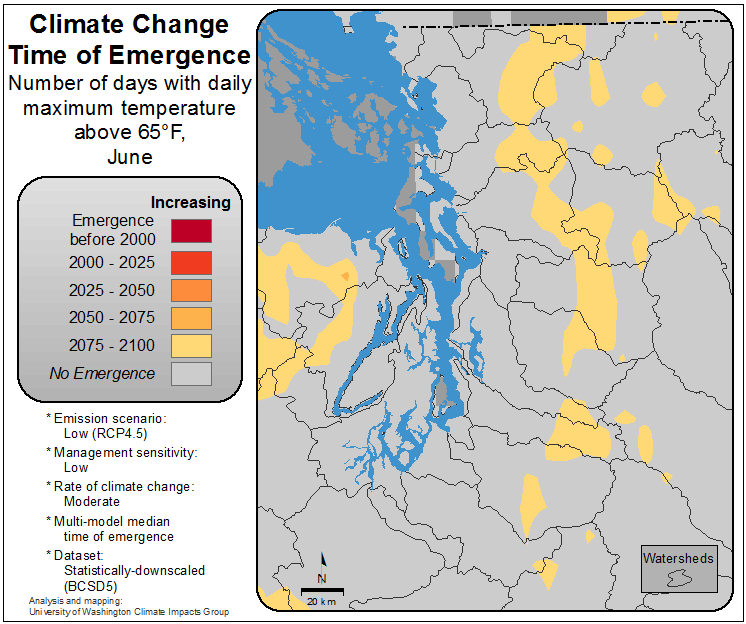 Climate Change
Time of Emergence
Number of days with daily
maximum temperature
above 65°F,
June
Increasing
Emergence
before 2000
2000 - 2025
2025 - 2050
2050 - 2075
2075 - 2100
No Emergence
* Emission scenario:
Low (RCP4.5)
* Management sensitivity:
Low
* Rate of climate change:
Moderate
* Multi-model median
time of emergence
* Dataset:
Statistically-downscaled
(BCSD5)
Analysis and mapping:
University of Washington Climate Impacts Group
N
20 km
Watersheds